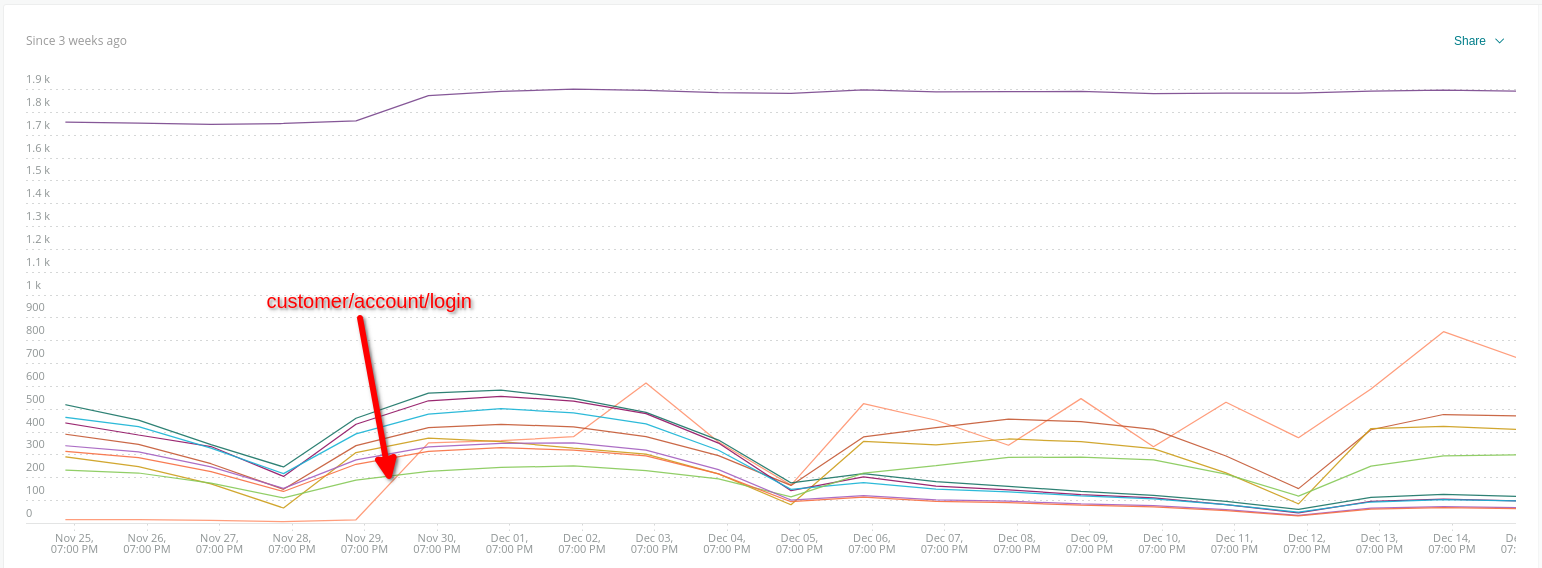 Since 3 weeks ago
Share
1.9 k
1.8 k
1.7 k
1.6 k
1.5 k
1.4 k
1.3 k
1.2 k
1.1 k
1 k
900
800
700
600
500
400
300
200
100
0
customer/account/login
Nov 25, Nov 26, Nov 27, Nov 28, Nov 29, Nov 30, Dec 01, Dec 02, Dec 03, Dec 04, Dec 05, Dec 06, Dec 07, Dec 08, Dec 09, Dec 10, Dec 11, Dec 12, Dec 13, Dec 14, De
07:00 PM 07:00 PM 07:00 PM 07:00 PM 07:00 PM 07:00 PM 07:00 PM 07:00 PM 07:00 PM 07:00 PM 07:00 PM 07:00 PM 07:00 PM 07:00 PM 07:00 PM 07:00 PM 07:00 PM 07:00 PM 07:00 PM 07:00 PM 07: